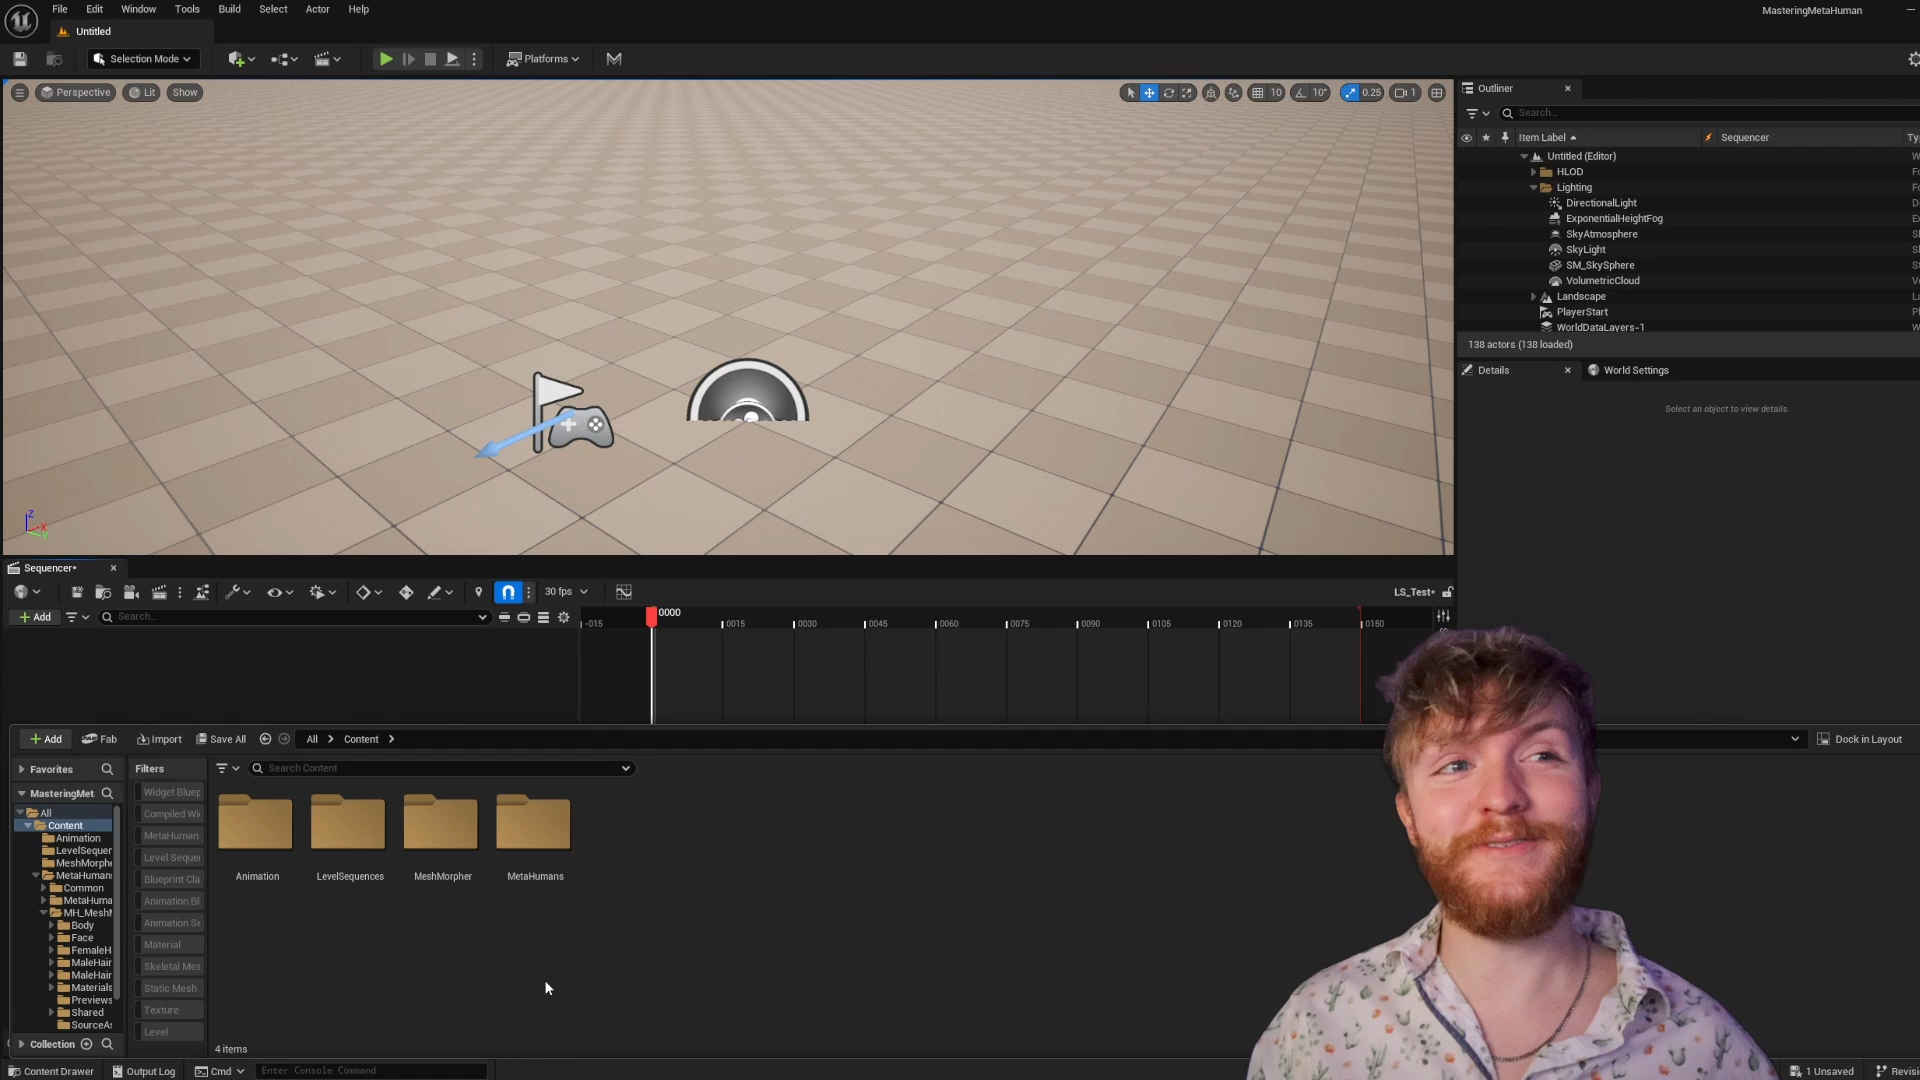 File Edit Window Tools Build Select Actor Help
MasteringMetaHuman
Untitled
Selection Mode
Platforms
Perspective Lit Show
10 10° 0.25 1
Outliner
Search...
Item Label Sequencer Ty
Untitled (Editor)
HLOD
Lighting
DirectionalLight
ExponentialHeightFog
SkyAtmosphere
SkyLight
SM_SkySphere
VolumetricCloud
Landscape
PlayerStart
WorldDataLayers-1
138 actors (138 loaded)
Details World Settings
Select an object to view details.
Z
X
Y
Sequencer*
30 fps
LS_Test*
Add Search...
0000
-015 0015 0030 0045 0060 0075 0090 0105 0120 0135 0150
Add Fab Import Save All All Content
Dock in Layout
Favorites
MasteringMet
All
Content
Animation
LevelSequen
MeshMorphe
MetaHumans
Common
MetaHuma
MH_MeshM
Body
Face
FemaleH
MaleHair
MaleHair
Materials
Previews
Shared
SourceAs
Collection
Filters
Widget Bluep
Compiled Wi
MetaHuman
Level Seque
Blueprint Cla
Animation Bl
Animation Se
Material
Skeletal Mes
Static Mesh
Texture
Level
Search Content
Animation LevelSequences MeshMorpher MetaHumans
4 items
Content Drawer Output Log Cmd Enter Console Command
1 Unsaved Revisi